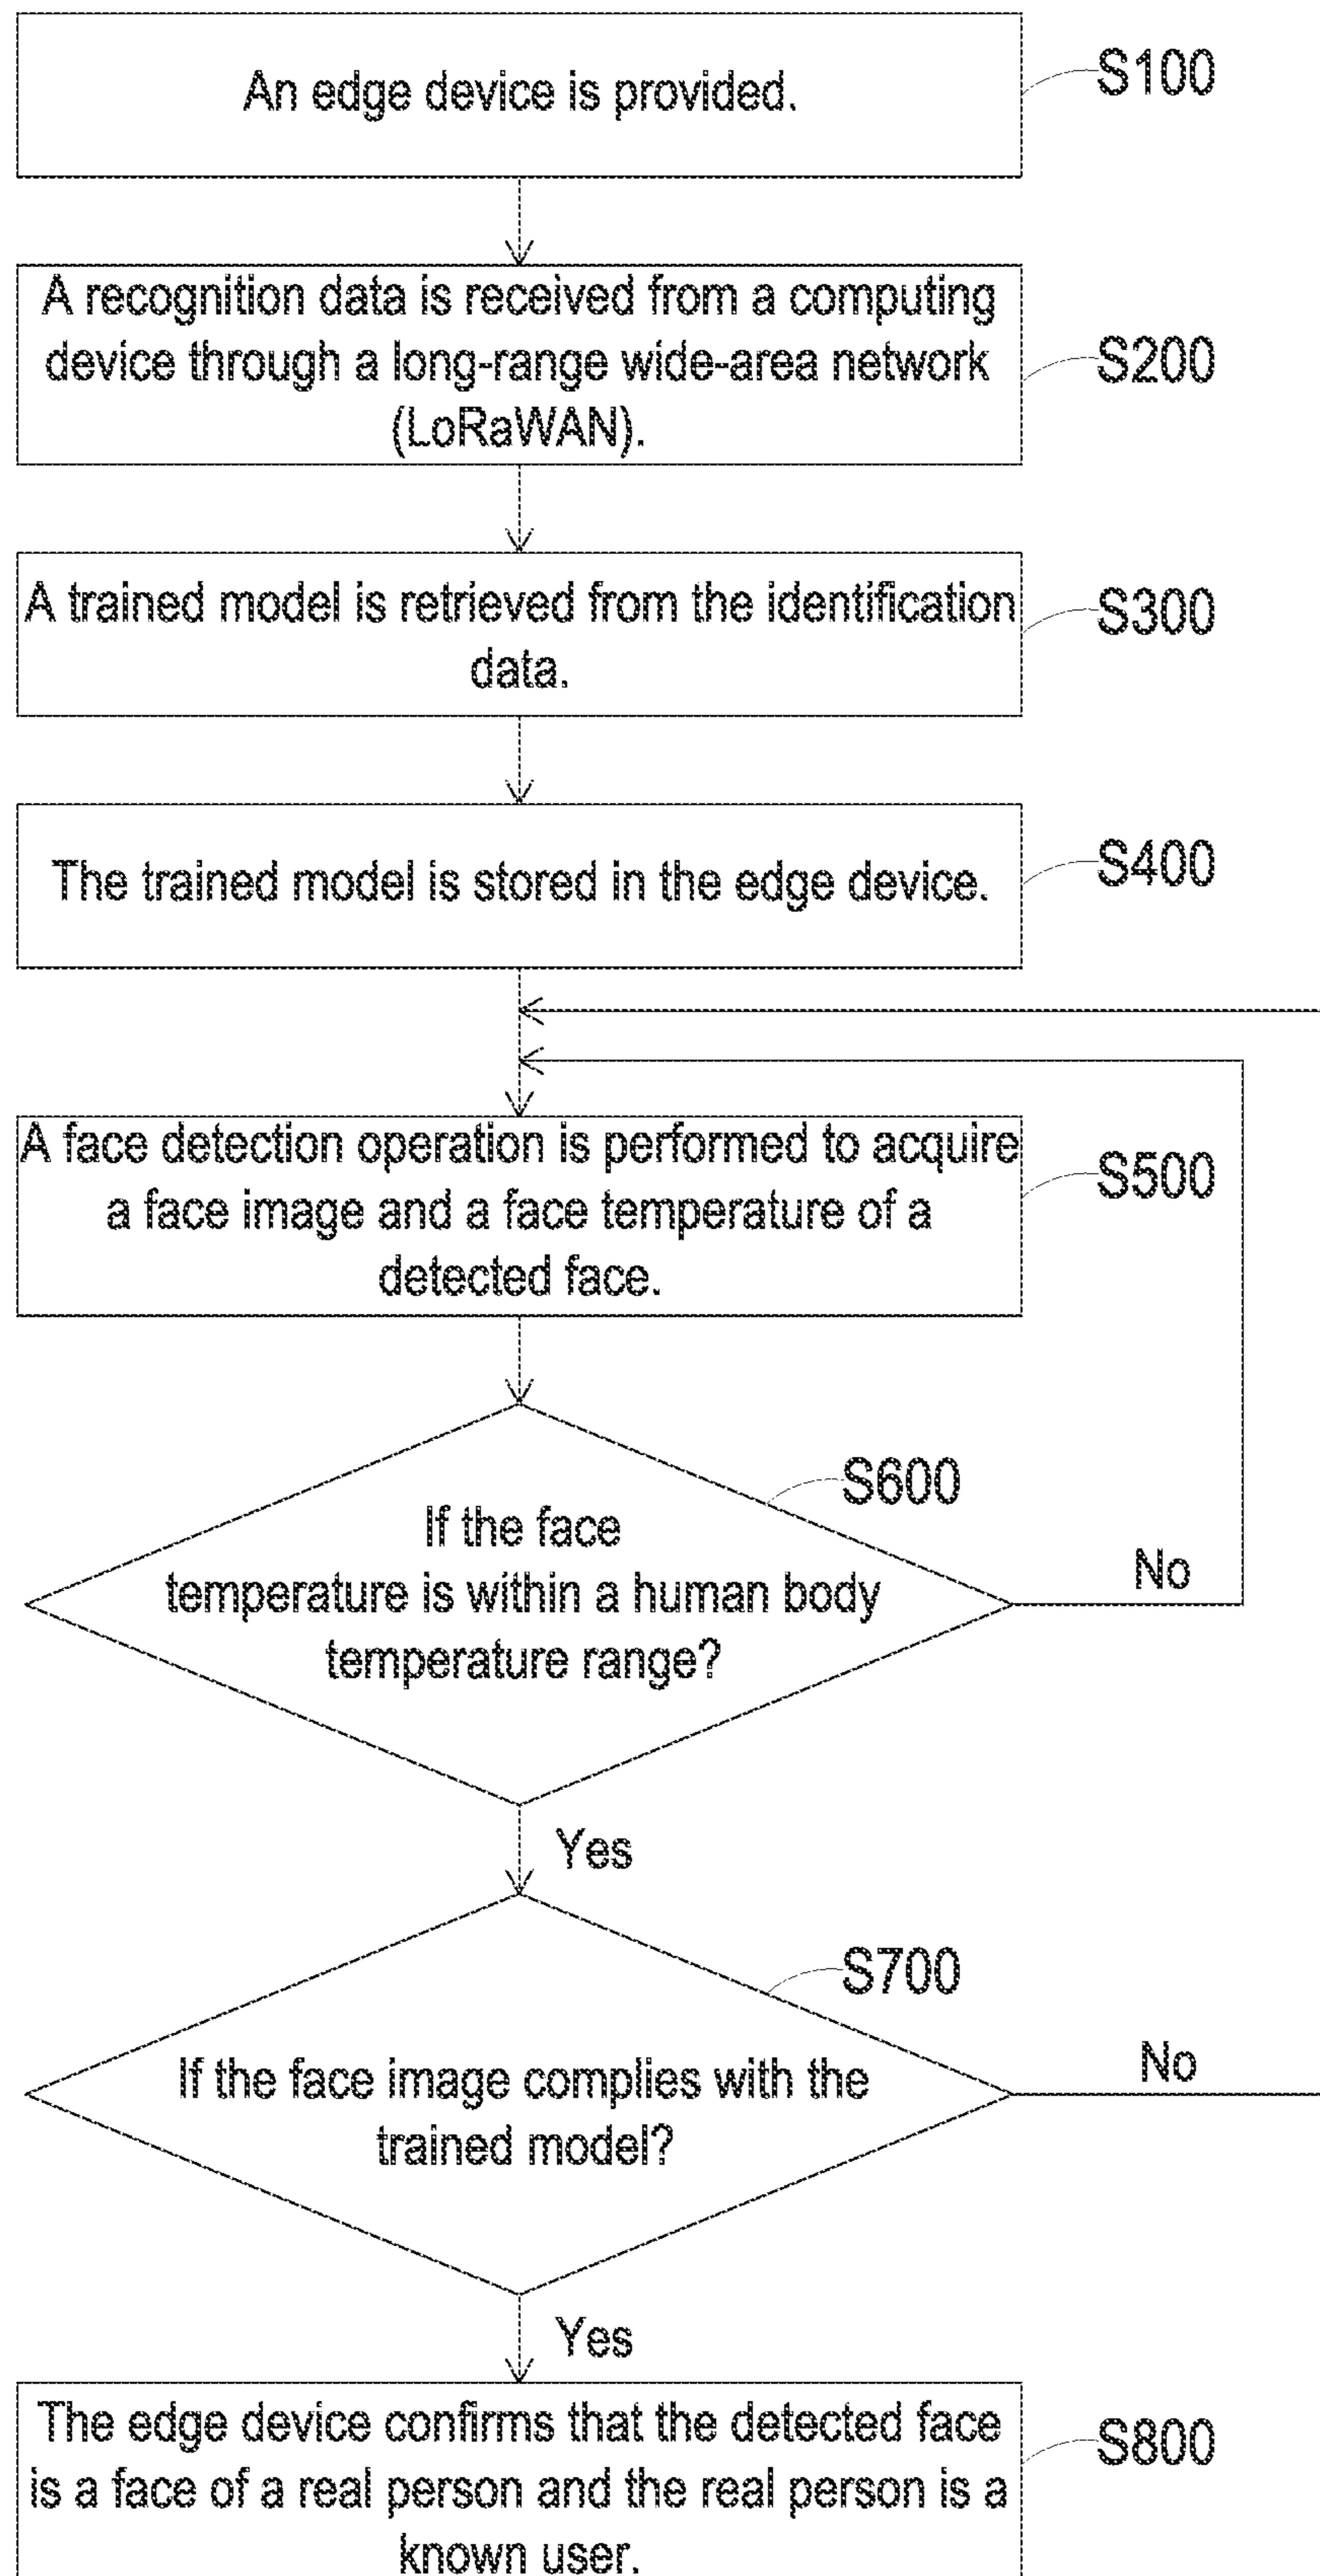 An edge device is provided.
S100
A recognition data is received from a computing
device through a long-range wide-area network
(LoRaWAN).
S200
A trained model is retrieved from the identification
data.
S300
The trained model is stored in the edge device.
S400
A face detection operation is performed to acquire
a face image and a face temperature of a
detected face.
S500
S600
If the face
temperature is within a human body
temperature range?
No
Yes
S700
If the face image complies with the
trained model?
No
Yes
The edge device confirms that the detected face
is a face of a real person and the real person is a
known user.
S800